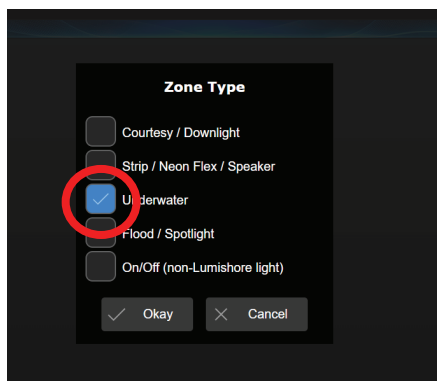 Zone Type
Courtesy / Downlight
Strip / Neon Flex / Speaker
Underwater
Flood / Spotlight
On/Off (non-Lumishore light)
Okay Cancel